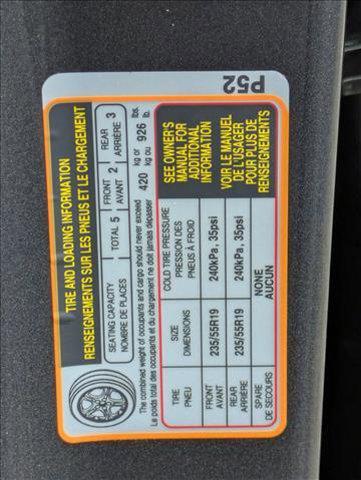 TIRE AND LOADING INFORMATION
RENSEIGNEMENTS SUR LES PNEUS ET LE CHARGEMENT
SEATING CAPACITY
NOMBRE DE PLACES
TOTAL 5
FRONT
AVANT
2
REAR
ARRIÈRE
3
The combined weight of occupants and cargo should never exceed
Le poids total des occupants et du chargement ne doit jamais dépasser
420 kg or
kg ou
926 lbs.
lb.
TIRE
PNEU
SIZE
DIMENSIONS
COLD TIRE PRESSURE
PRESSION DES
PNEUS À FROID
FRONT
AVANT
235/55R19
240kPa, 35psi
REAR
ARRIÈRE
235/55R19
240kPa, 35psi
SPARE
DE SECOURS
NONE
AUCUN
SEE OWNER'S
MANUAL FOR
ADDITIONAL
INFORMATION
VOIR LE MANUEL
DE L'USAGER
POUR PLUS DE
RENSEIGNEMENTS
P52